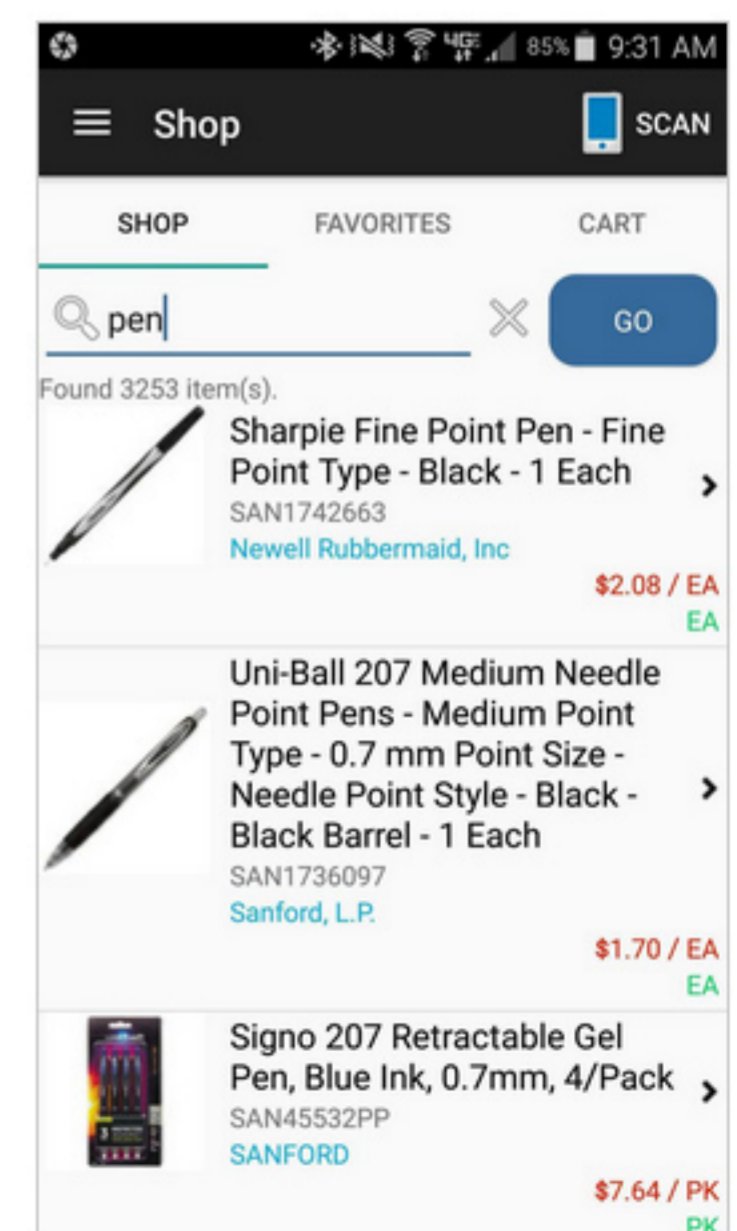 4GE 85% 9:31 AM
Shop SCAN
SHOP FAVORITES CART
pen GO
Found 3253 item(s).
Sharpie Fine Point Pen - Fine
Point Type - Black - 1 Each
SAN1742663
Newell Rubbermaid, Inc
$2.08 / EA
EA
Uni-Ball 207 Medium Needle
Point Pens - Medium Point
Type - 0.7 mm Point Size -
Needle Point Style - Black -
Black Barrel - 1 Each
SAN1736097
Sanford, L.P.
$1.70 / EA
EA
Signo 207 Retractable Gel
Pen, Blue Ink, 0.7mm, 4/Pack
SAN45532PP
SANFORD
3
$7.64 / PK
PK